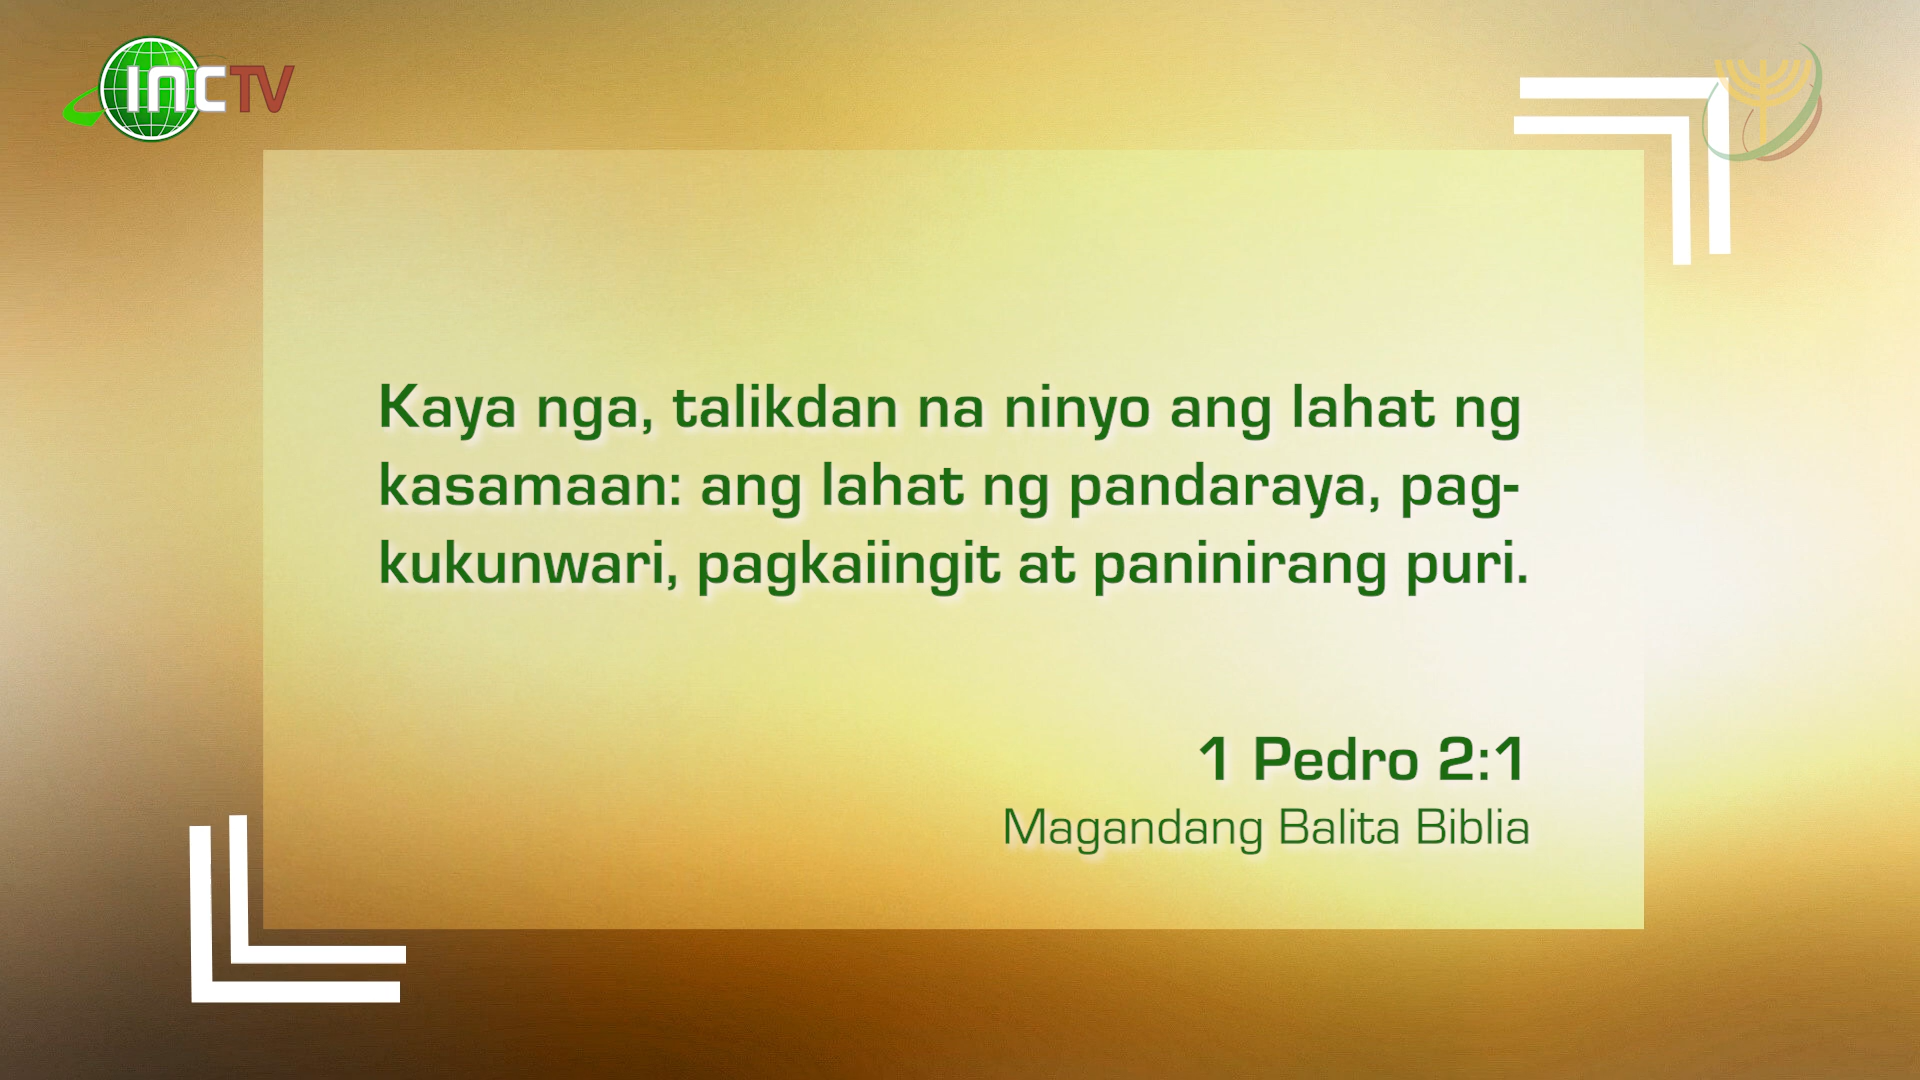 INCTV
Kaya nga, talikdan na ninyo ang lahat ng
kasamaan: ang lahat ng pandaraya, pag-
kukunwari, pagkaiingit at paninirang puri.
1 Pedro 2:1
Magandang Balita Biblia